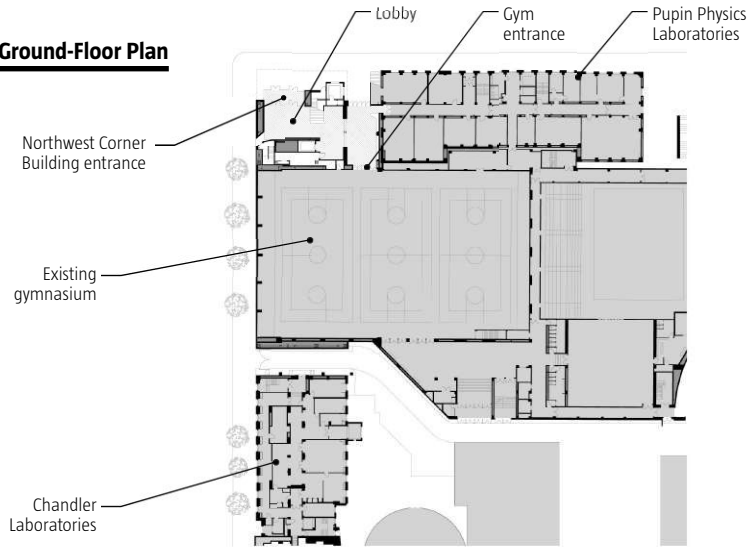 Ground-Floor Plan
Lobby
Gym
entrance
Pupin Physics
Laboratories
Northwest Corner
Building entrance
Existing
gymnasium
Chandler
Laboratories